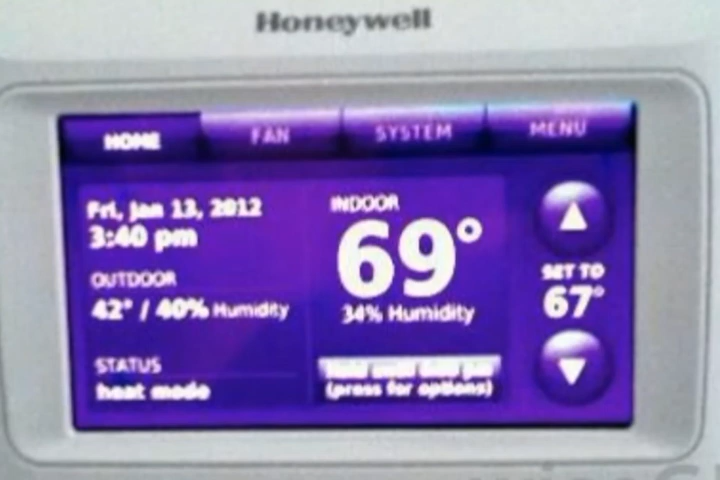 Honeywell
HOME FAN SYSTEM MENU
Fri, Jan 13, 2012
3:40 pm
OUTDOOR
42° / 40% Humidity
STATUS
heat mode
INDOOR
69°
34% Humidity
(press for options)
SET TO
67°